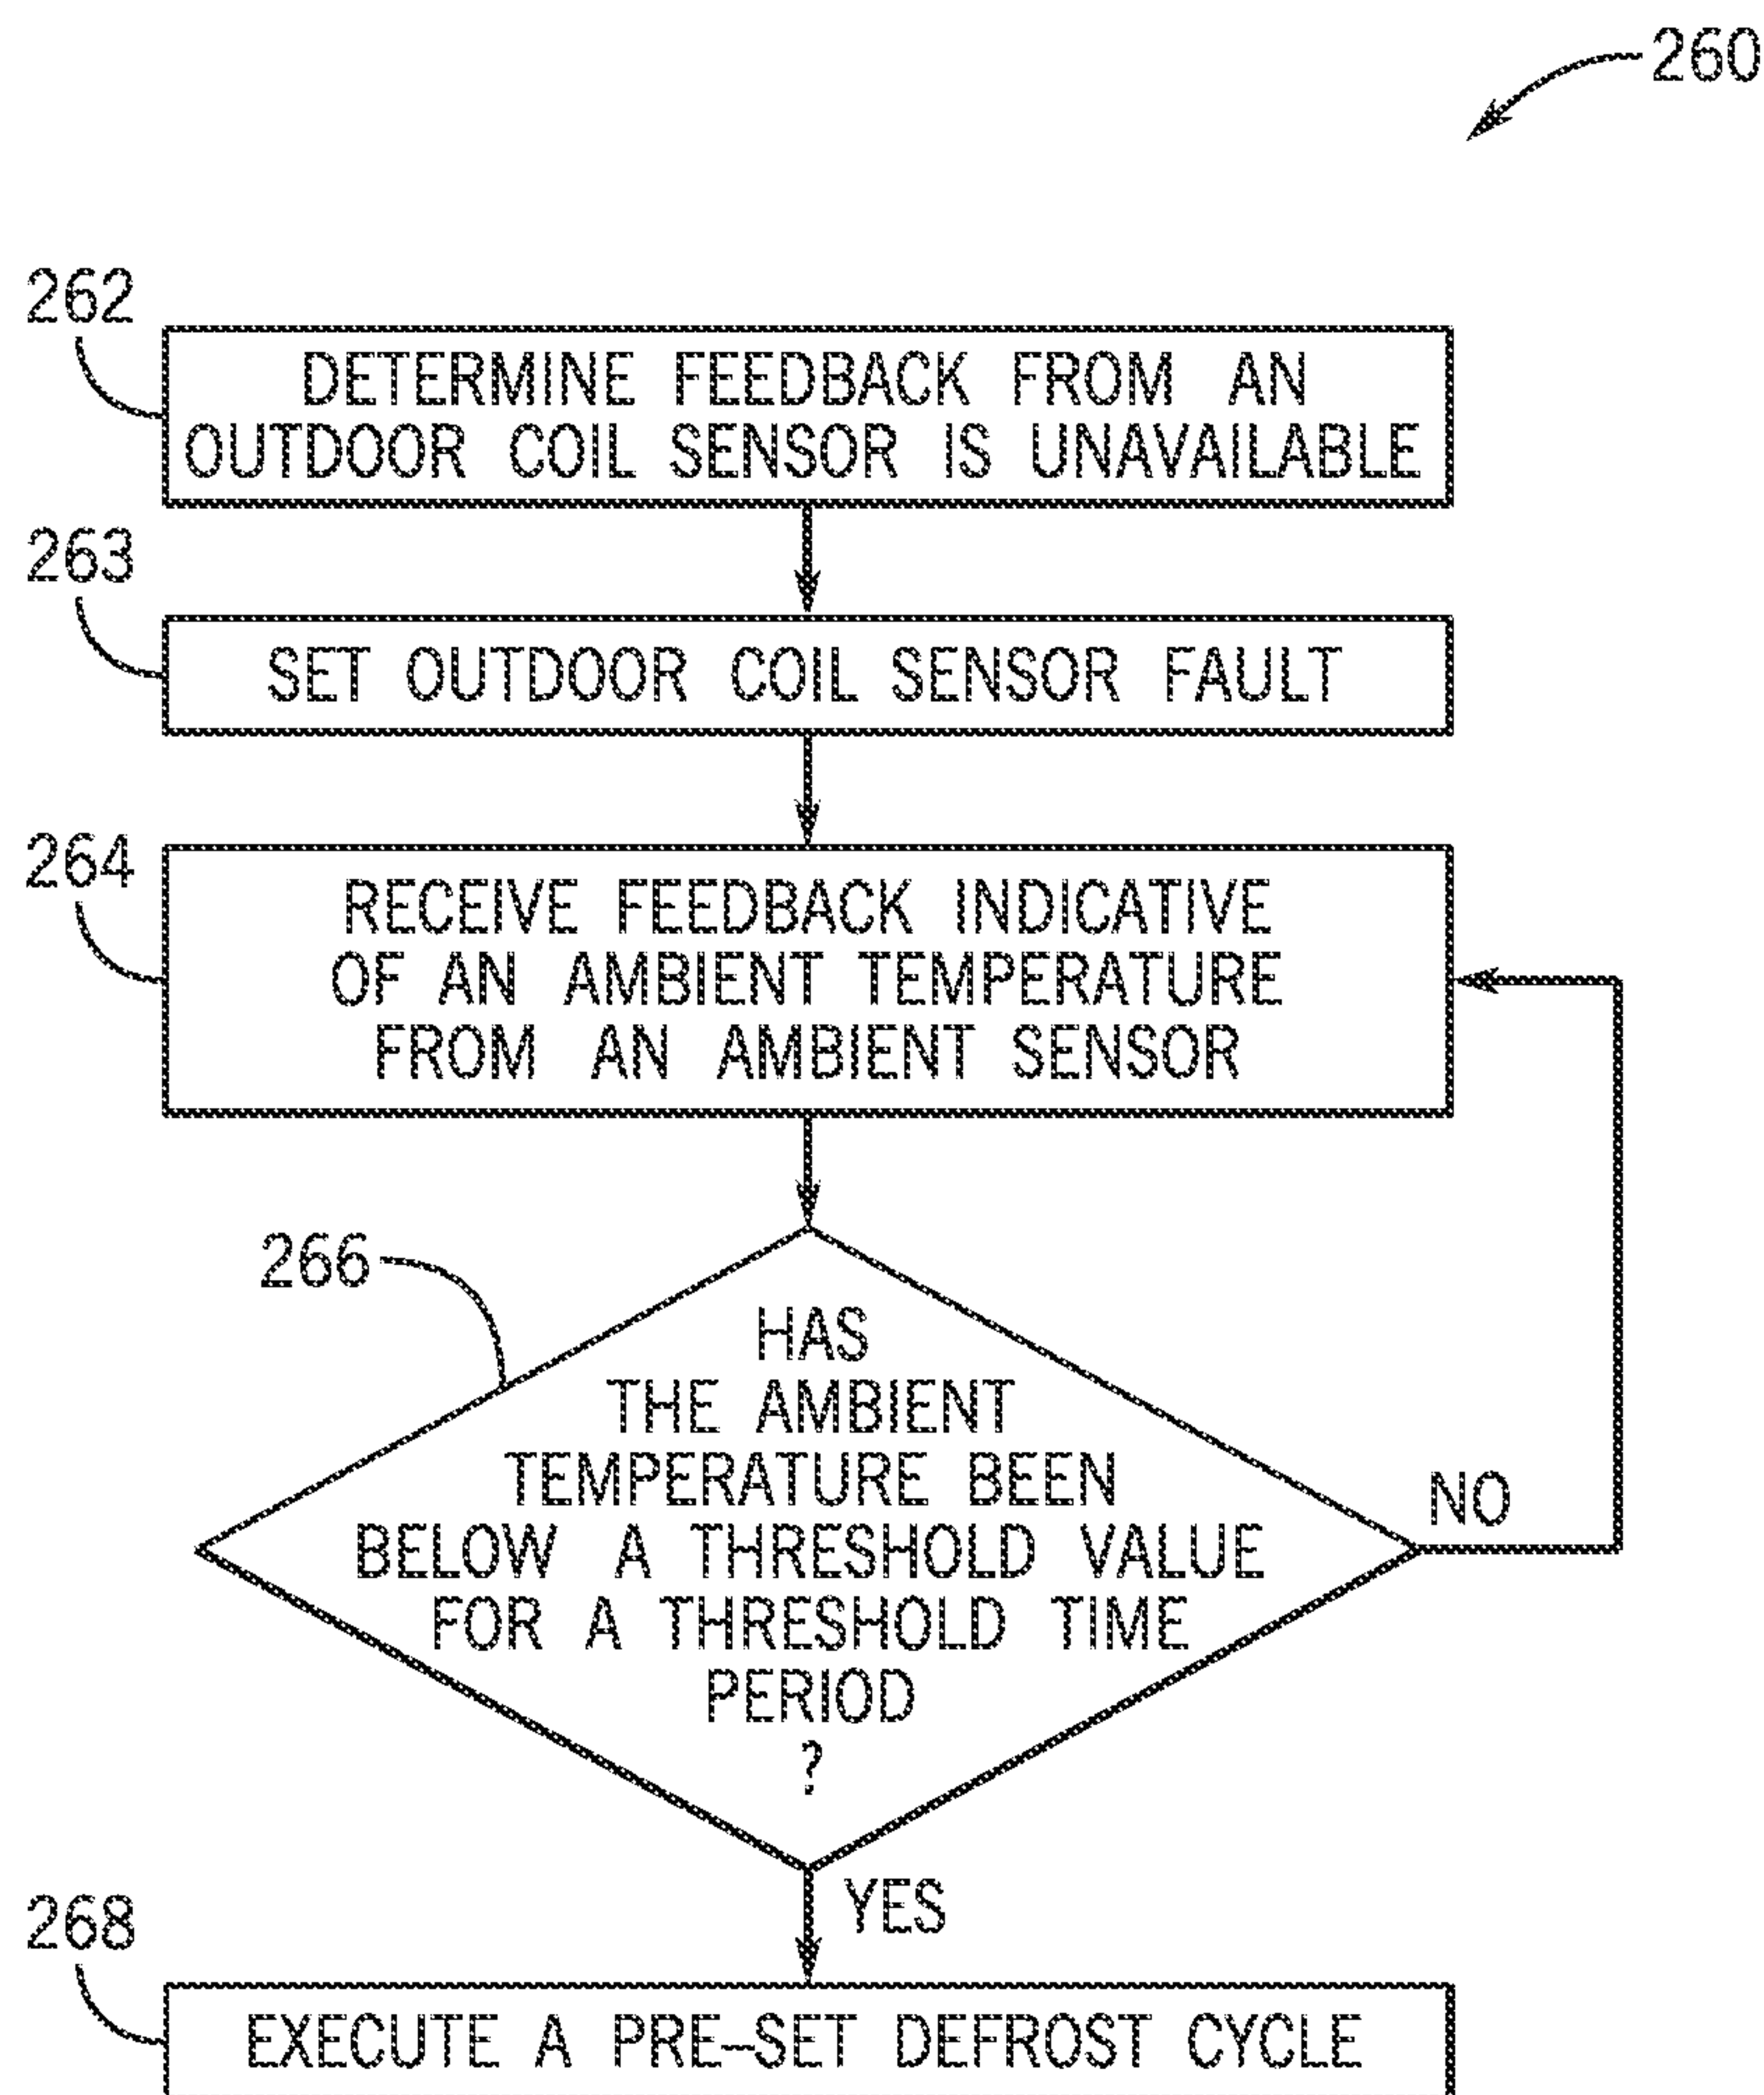 260
262
DETERMINE FEEDBACK FROM AN
OUTDOOR COIL SENSOR IS UNAVAILABLE
263
SET OUTDOOR COIL SENSOR FAULT
264
RECEIVE FEEDBACK INDICATIVE
OF AN AMBIENT TEMPERATURE
FROM AN AMBIENT SENSOR
266
HAS
THE AMBIENT
TEMPERATURE BEEN
BELOW A THRESHOLD VALUE
FOR A THRESHOLD TIME
PERIOD
?
NO
YES
268
EXECUTE A PRE-SET DEFROST CYCLE